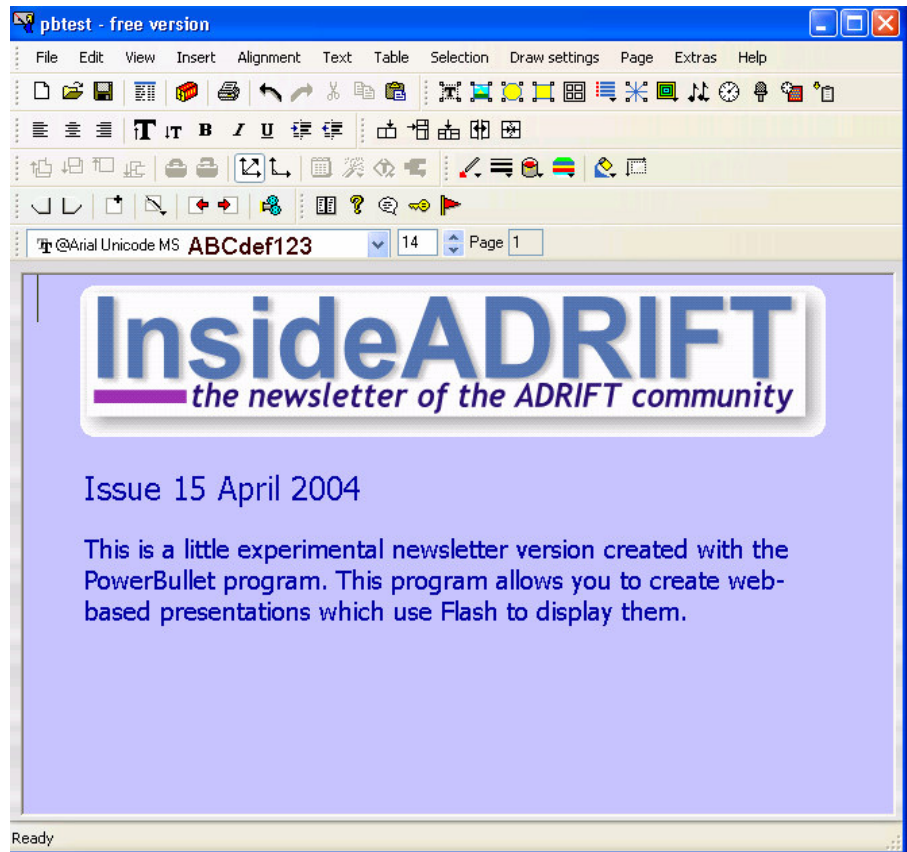 pbtest - free version
File Edit View Insert Alignment Text Table Selection Draw settings Page Extras Help
@Arial Unicode MS ABCdef123 14 Page 1
InsideADRIFT
the newsletter of the ADRIFT community
Issue 15 April 2004
This is a little experimental newsletter version created with the
PowerBullet program. This program allows you to create web-
based presentations which use Flash to display them.
Ready